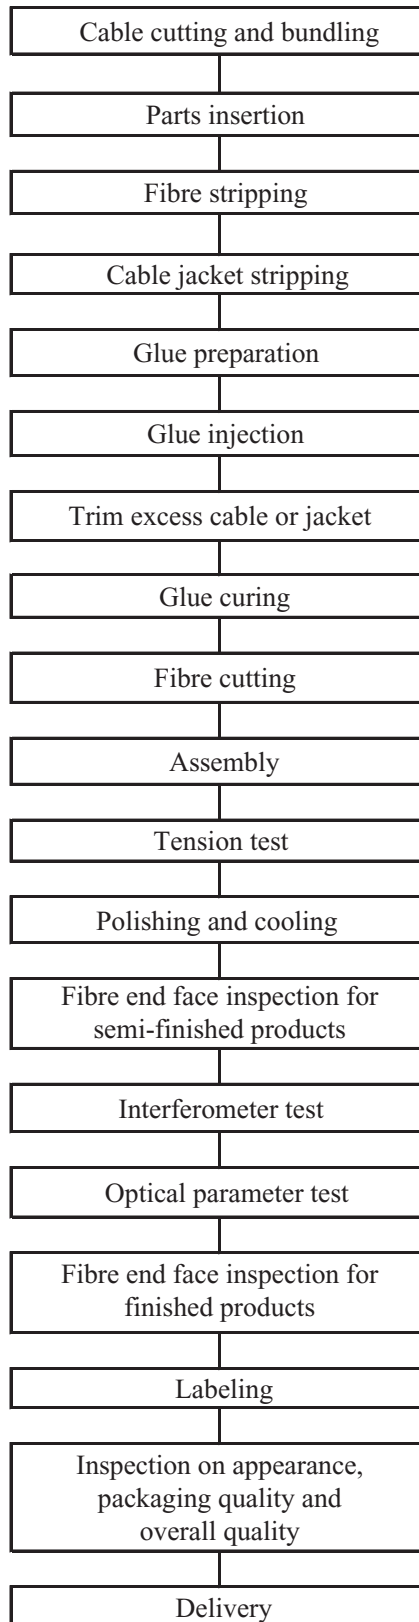 Cable cutting and bundling
Parts insertion
Fibre stripping
Cable jacket stripping
Glue preparation
Glue injection
Trim excess cable or jacket
Glue curing
Fibre cutting
Assembly
Tension test
Polishing and cooling
Fibre end face inspection for
semi-finished products
Interferometer test
Optical parameter test
Fibre end face inspection for
finished products
Labeling
Inspection on appearance,
packaging quality and
overall quality
Delivery